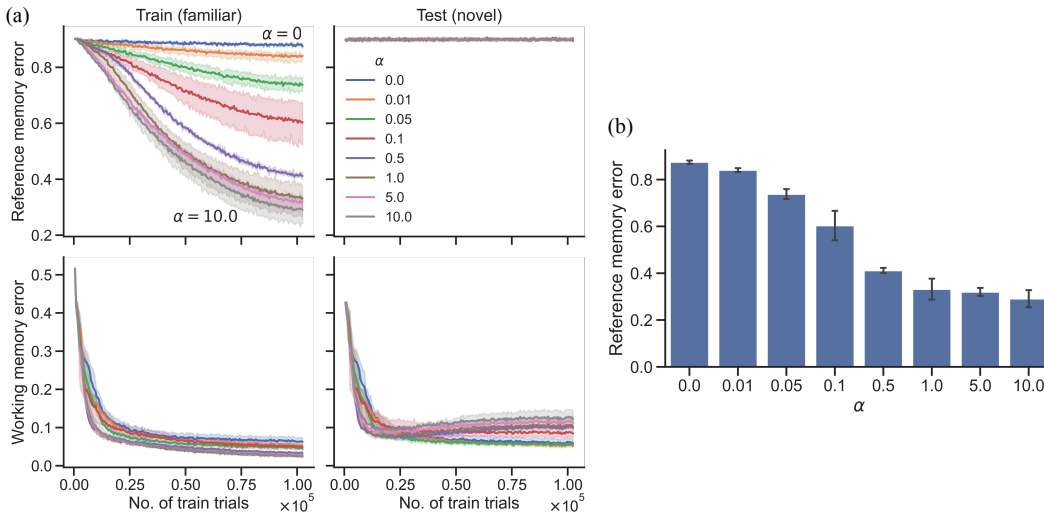 (a)
Train (familiar)
Test (novel)
Reference memory error
0.8
0.6
0.4
0.2
α = 0
α = 10.0
α
0.0
0.01
0.05
0.1
0.5
1.0
5.0
10.0
Working memory error
0.5
0.4
0.3
0.2
0.1
0.0
0.00 0.25 0.50 0.75 1.00
No. of train trials
×10⁵
0.00 0.25 0.50 0.75 1.00
No. of train trials
×10⁵
(b)
Reference memory error
0.8
0.6
0.4
0.2
0.0
0.0 0.01 0.05 0.1 0.5 1.0 5.0 10.0
α